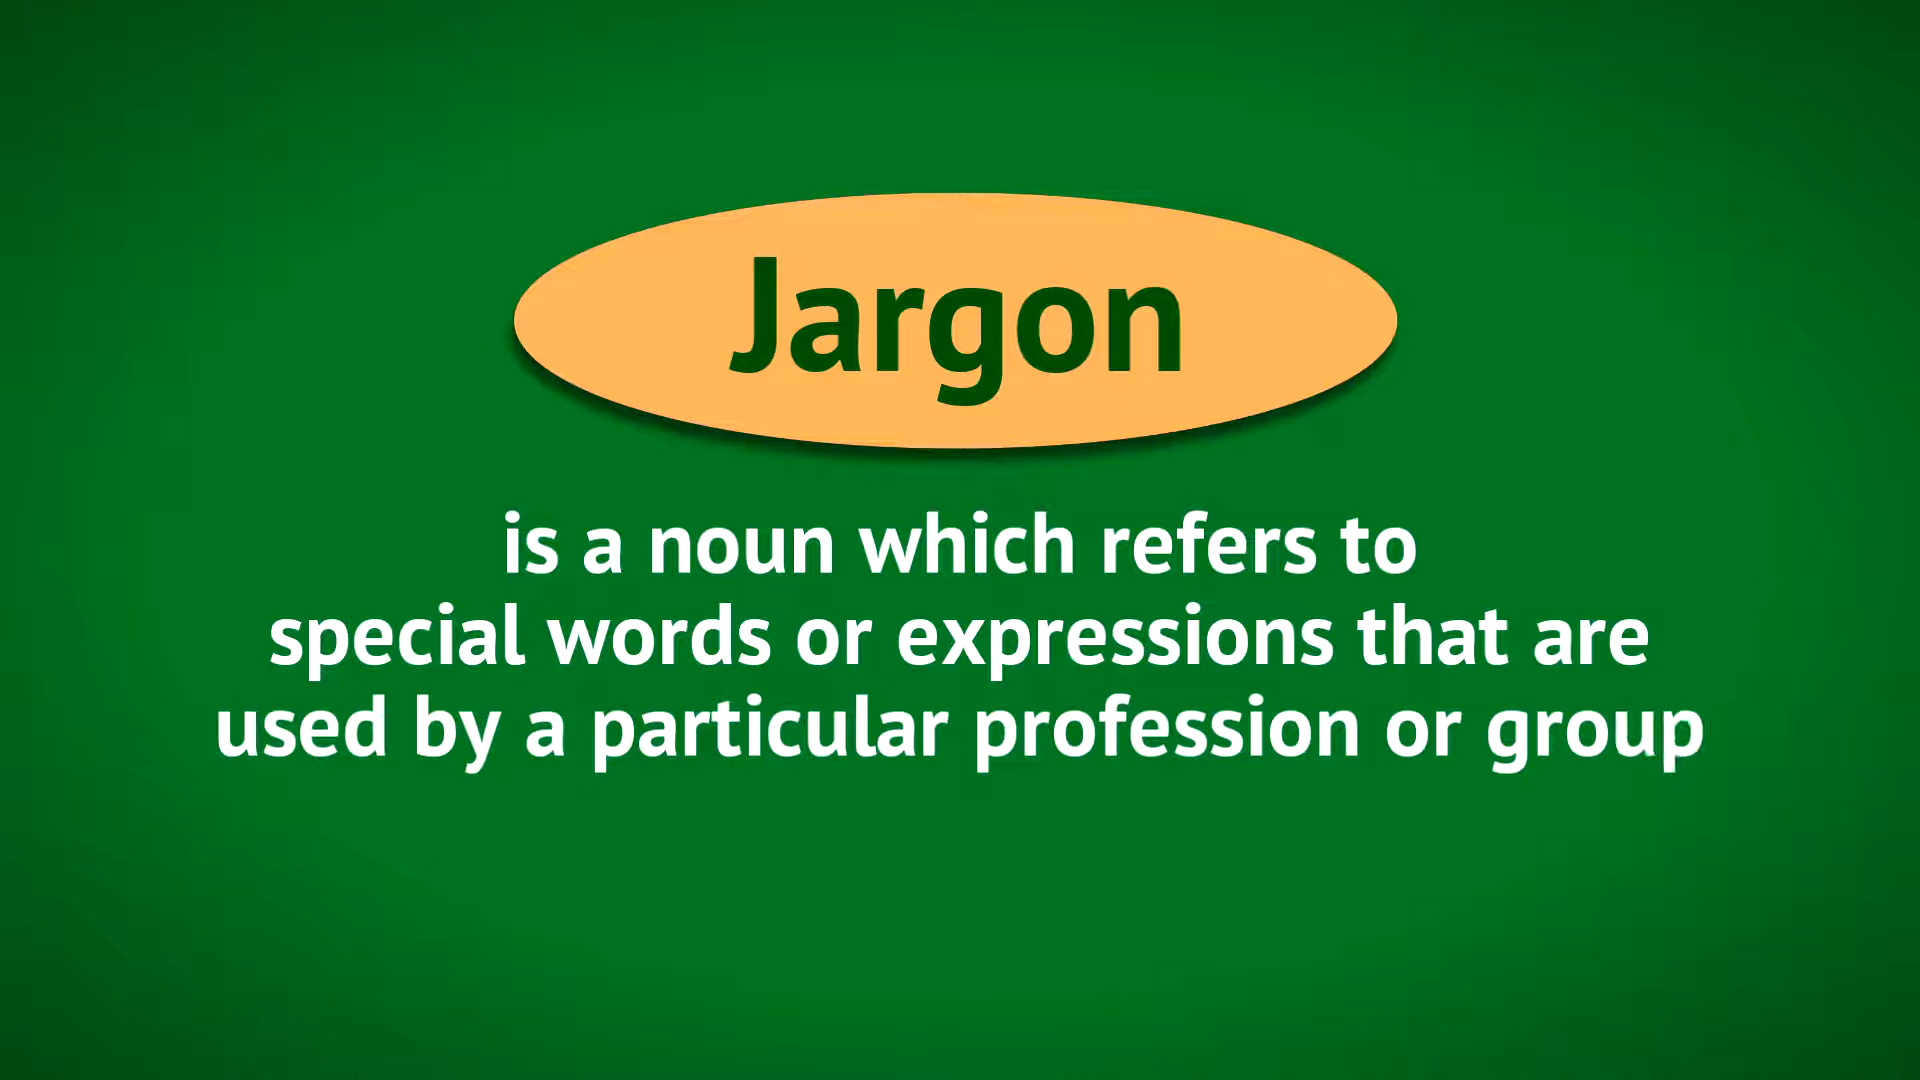 Jargon
is a noun which refers to
special words or expressions that are
used by a particular profession or group